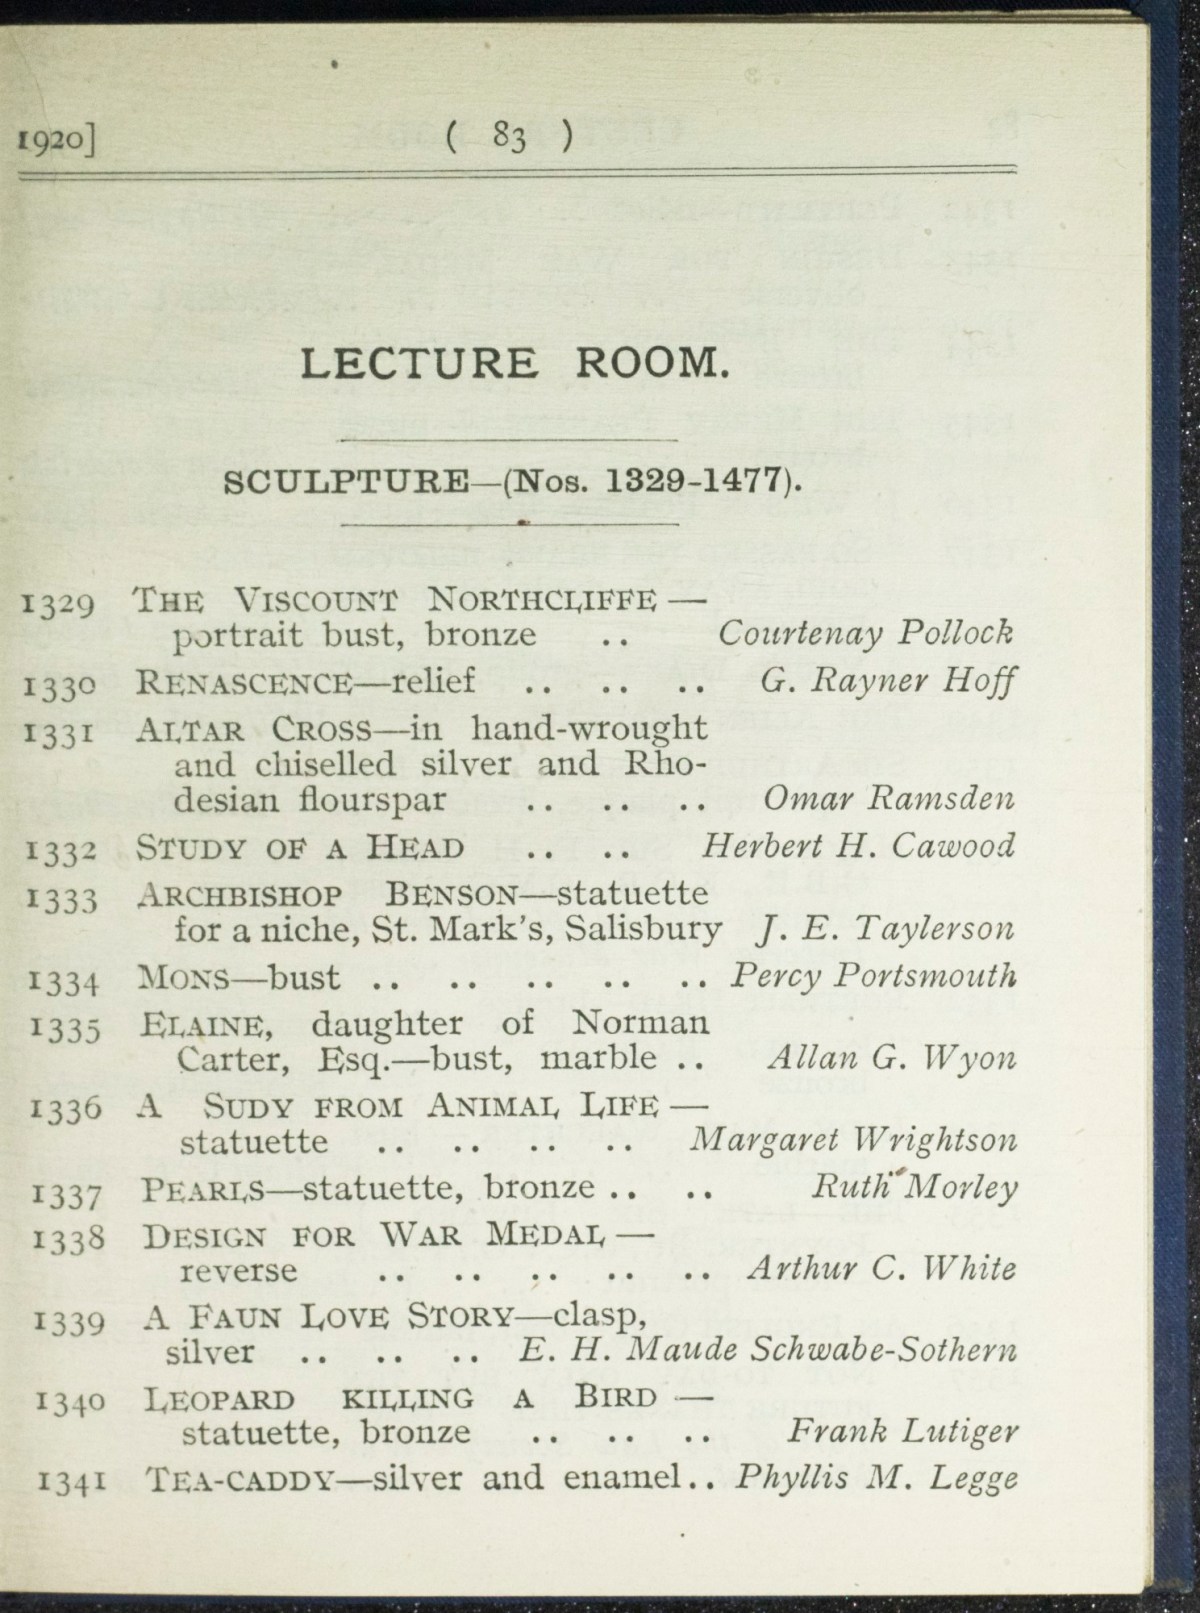 1920] ( 83 )
LECTURE ROOM.
SCULPTURE—(Nos. 1329-1477).
1329 THE VISCOUNT NORTHCLIFFE —
portrait bust, bronze .. Courtenay Pollock
1330 RENASCENCE—relief .. .. .. G. Rayner Hoff
1331 ALTAR CROSS—in hand-wrought
and chiselled silver and Rho-
desian flourspar .. .. .. Omar Ramsden
1332 STUDY OF A HEAD .. .. Herbert H. Cawood
1333 ARCHBISHOP BENSON—statuette
for a niche, St. Mark's, Salisbury J. E. Taylerson
1334 MONS—bust .. .. .. .. .. Percy Portsmouth
1335 ELAINE, daughter of Norman
Carter, Esq.—bust, marble .. Allan G. Wyon
1336 A SUDY FROM ANIMAL LIFE —
statuette .. .. .. .. Margaret Wrightson
1337 PEARLS—statuette, bronze .. .. Ruth Morley
1338 DESIGN FOR WAR MEDAL —
reverse .. .. .. .. .. Arthur C. White
1339 A FAUN LOVE STORY—clasp,
silver .. .. .. E. H. Maude Schwabe-Sothern
1340 LEOPARD KILLING A BIRD —
statuette, bronze .. .. .. Frank Lutiger
1341 TEA-CADDY—silver and enamel.. Phyllis M. Legge